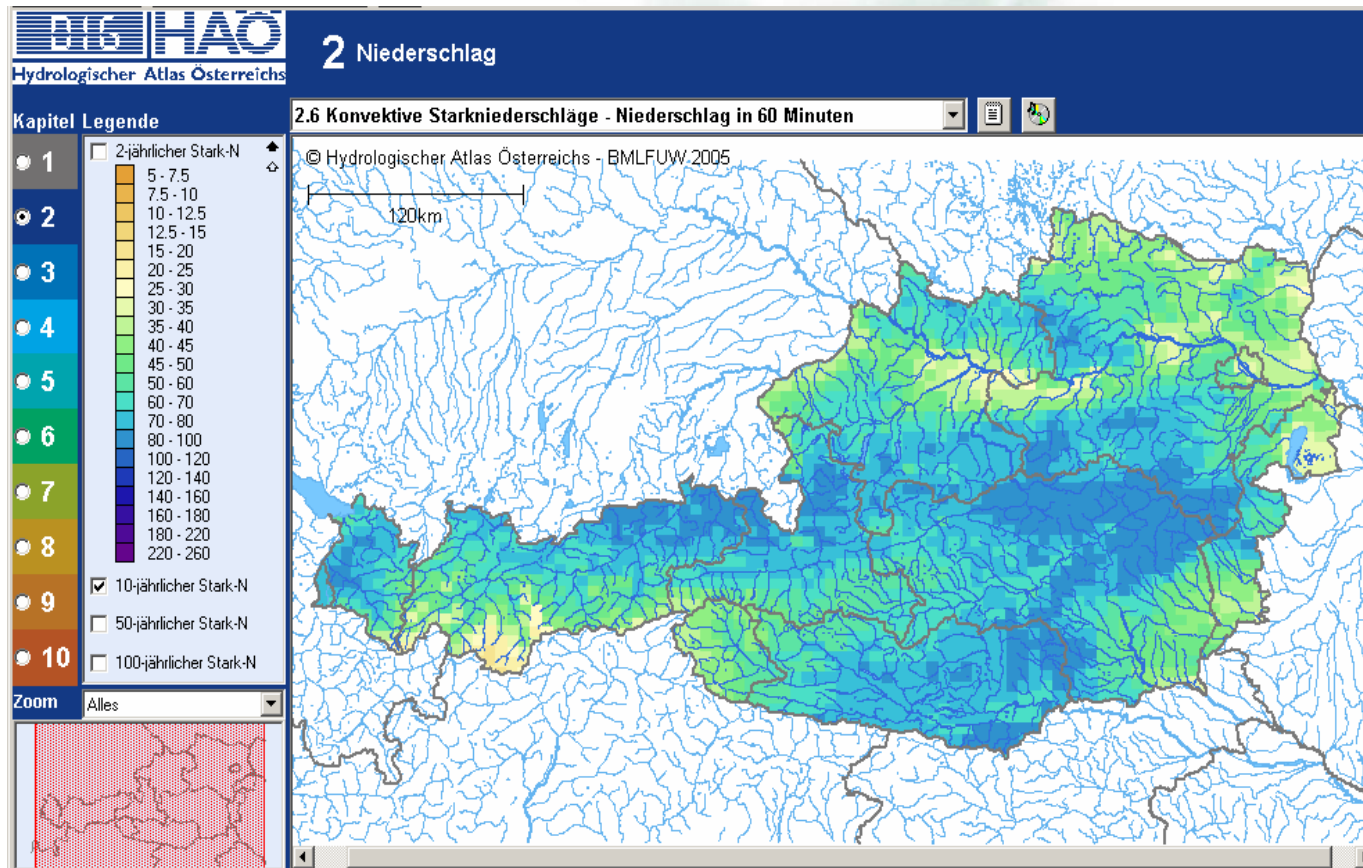 DHG HAÖ
Hydrologischer Atlas Österreichs
2 Niederschlag
Kapitel Legende
2.6 Konvektive Starkniederschläge - Niederschlag in 60 Minuten
1
2
3
4
5
6
7
8
9
10
2-jährlicher Stark-N
5 - 7.5
7.5 - 10
10 - 12.5
12.5 - 15
15 - 20
20 - 25
25 - 30
30 - 35
35 - 40
40 - 45
45 - 50
50 - 60
60 - 70
70 - 80
80 - 100
100 - 120
120 - 140
140 - 160
160 - 180
180 - 220
220 - 260
10-jährlicher Stark-N
50-jährlicher Stark-N
100-jährlicher Stark-N
Zoom
Alles
© Hydrologischer Atlas Österreichs - BMLFUW 2005
120km